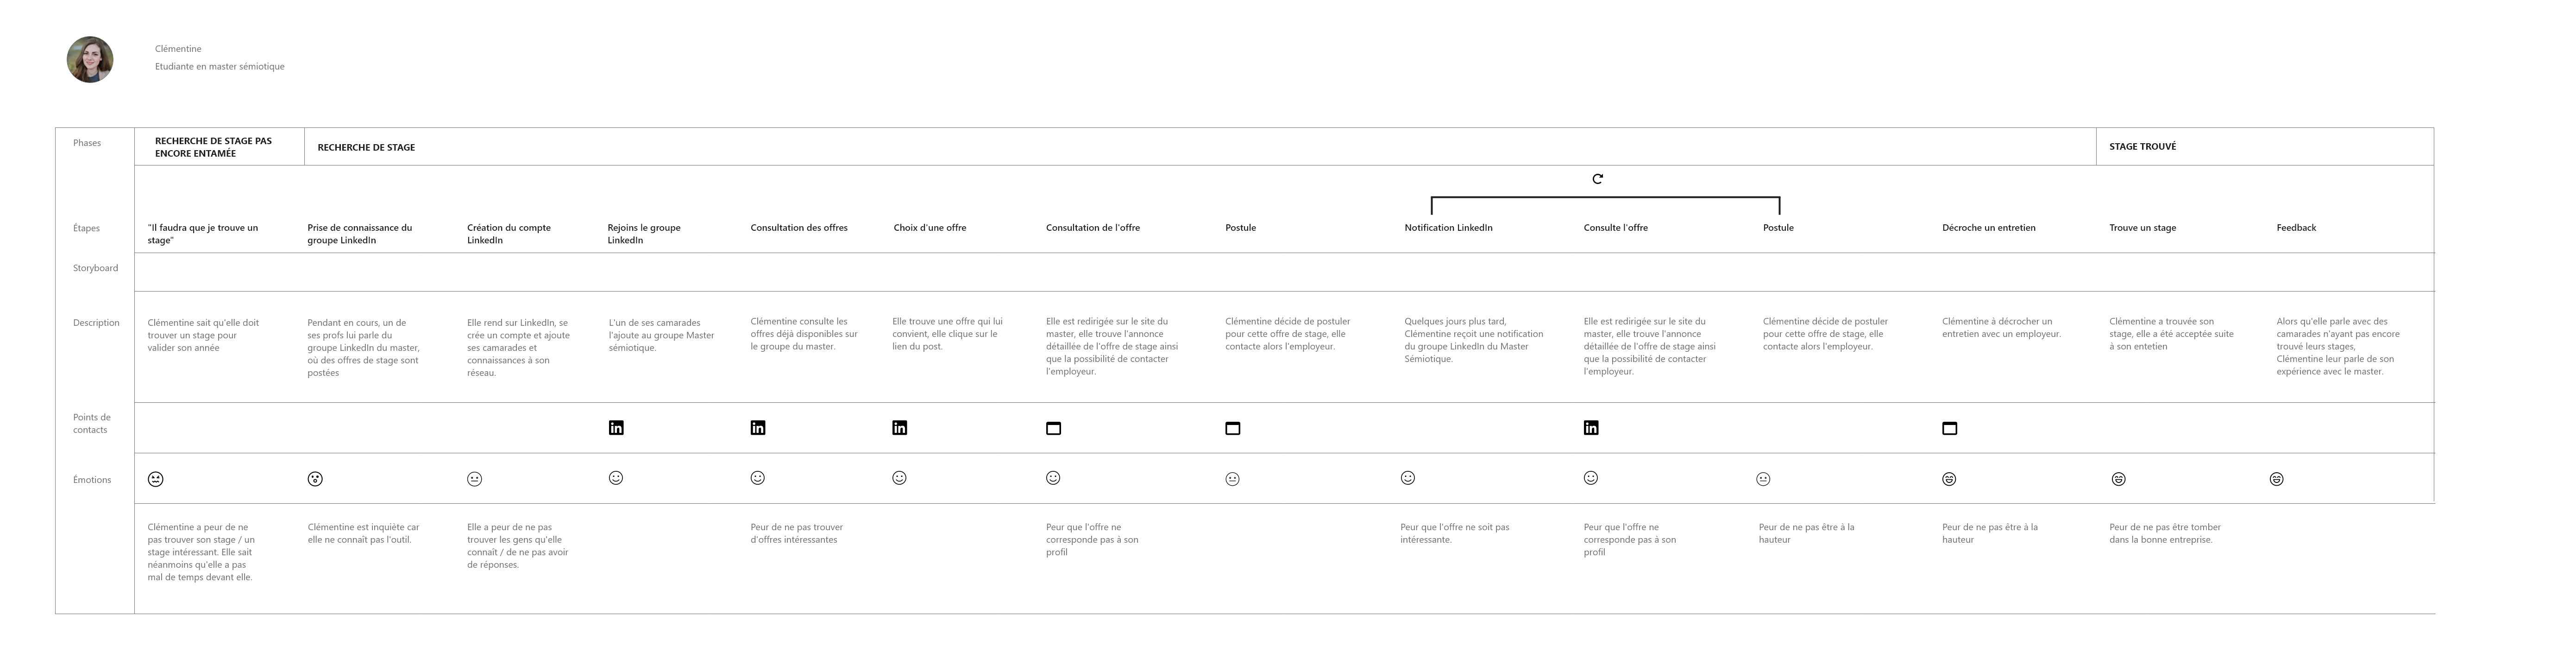 Clémentine
Etudiante en master sémiotique
Phases
RECHERCHE DE STAGE PAS
ENCORE ENTAMÉE
RECHERCHE DE STAGE
STAGE TROUVÉ
Étapes
"Il faudra que je trouve un
stage"
Prise de connaissance du
groupe LinkedIn
Création du compte
LinkedIn
Rejoins le groupe
LinkedIn
Consultation des offres
Choix d'une offre
Consultation de l'offre
Postule
Notification LinkedIn
Consulte l'offre
Postule
Décroche un entretien
Trouve un stage
Feedback
Storyboard
Description
Clémentine sait qu'elle doit
trouver un stage pour
valider son année
Pendant en cours, un de
ses profs lui parle du
groupe LinkedIn du master,
où des offres de stage sont
postées
Elle rend sur LinkedIn, se
crée un compte et ajoute
ses camarades et
connaissances à son
réseau.
L'un de ses camarades
l'ajoute au groupe Master
sémiotique.
Clémentine consulte les
offres déjà disponibles sur
le groupe du master.
Elle trouve une offre qui lui
convient, elle clique sur le
lien du post.
Elle est redirigée sur le site du
master, elle trouve l'annonce
détaillée de l'offre de stage ainsi
que la possibilité de contacter
l'employeur.
Clémentine décide de postuler
pour cette offre de stage, elle
contacte alors l'employeur.
Quelques jours plus tard,
Clémentine reçoit une notification
du groupe LinkedIn du Master
Sémiotique.
Elle est redirigée sur le site du
master, elle trouve l'annonce
détaillée de l'offre de stage ainsi
que la possibilité de contacter
l'employeur.
Clémentine décide de postuler
pour cette offre de stage, elle
contacte alors l'employeur.
Clémentine à décrocher un
entretien avec un employeur.
Clémentine a trouvée son
stage, elle a été acceptée suite
à son entetien
Alors qu'elle parle avec des
camarades n'ayant pas encore
trouvé leurs stages,
Clémentine leur parle de son
expérience avec le master.
Points de
contacts
in
in
in
in
Émotions
Clémentine a peur de ne
pas trouver son stage / un
stage intéressant. Elle sait
néanmoins qu'elle a pas
mal de temps devant elle.
Clémentine est inquiète car
elle ne connaît pas l'outil.
Elle a peur de ne pas
trouver les gens qu'elle
connaît / de ne pas avoir
de réponses.
Peur de ne pas trouver
d'offres intéressantes
Peur que l'offre ne
corresponde pas à son
profil
Peur que l'offre ne soit pas
intéressante.
Peur que l'offre ne
corresponde pas à son
profil
Peur de ne pas être à la
hauteur
Peur de ne pas être à la
hauteur
Peur de ne pas être tomber
dans la bonne entreprise.